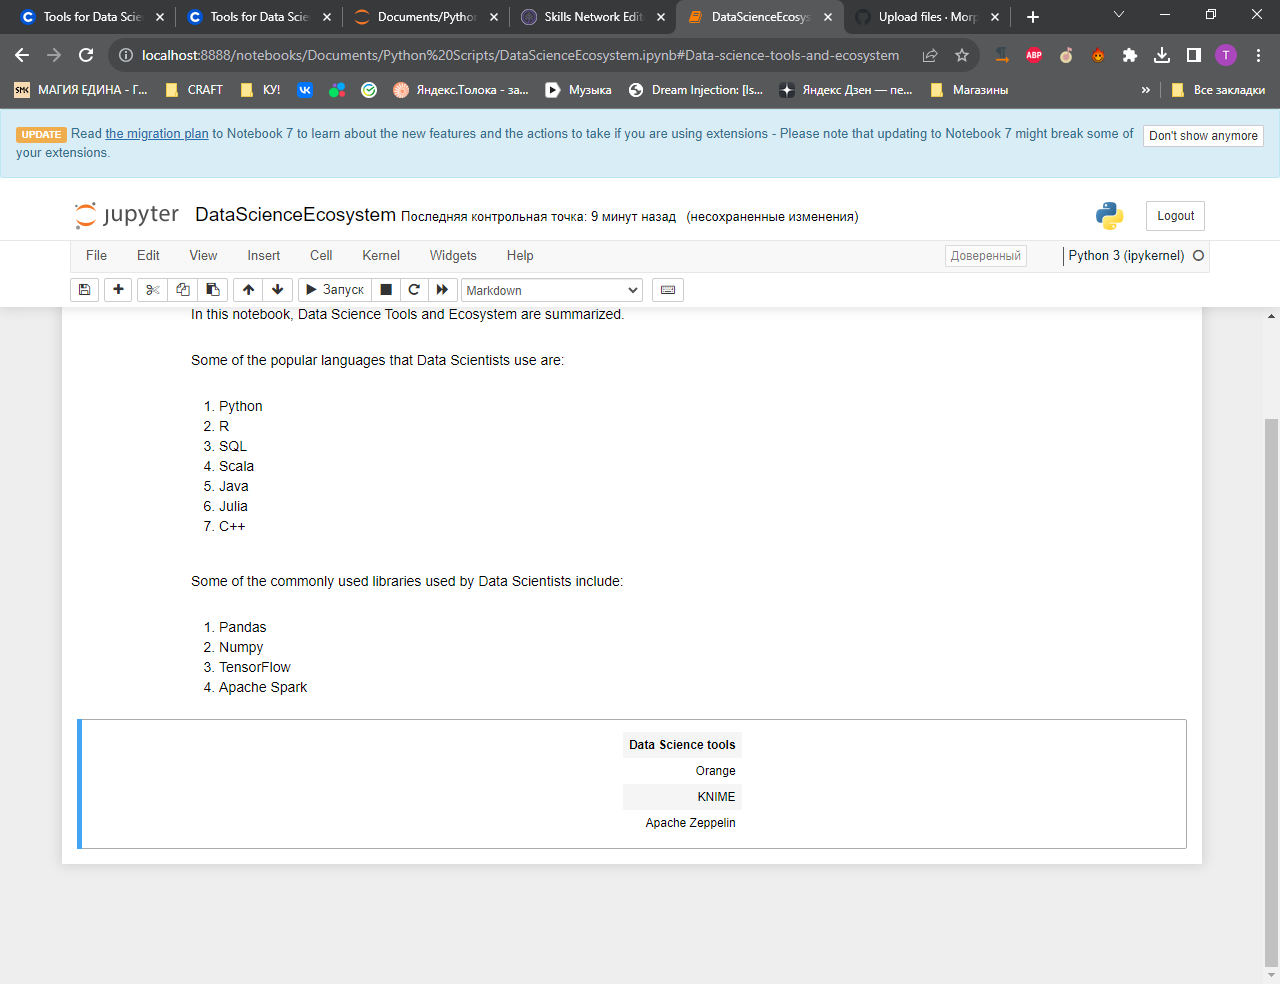 Tools for Data Scie
Tools for Data Scie
Documents/Python
Skills Network Edit
DataScienceEcosys
Upload files · Morp
localhost:8888/notebooks/Documents/Python%20Scripts/DataScienceEcosystem.ipynb#Data-science-tools-and-ecosystem
ABP
T
SMK МАГИЯ ЕДИНА - Г...
CRAFT
КУ!
Яндекс.Толока - за...
Музыка
Dream Injection: [Is...
Яндекс Дзен — пе...
Магазины
»
Все закладки
UPDATE Read the migration plan to Notebook 7 to learn about the new features and the actions to take if you are using extensions - Please note that updating to Notebook 7 might break some of
your extensions.
Don't show anymore
jupyter DataScienceEcosystem Последняя контрольная точка: 9 минут назад (несохраненные изменения)
Logout
File Edit View Insert Cell Kernel Widgets Help
Доверенный
Python 3 (ipykernel)
Запуск
Markdown
In this notebook, Data Science Tools and Ecosystem are summarized.
Some of the popular languages that Data Scientists use are:
1. Python
2. R
3. SQL
4. Scala
5. Java
6. Julia
7. C++
Some of the commonly used libraries used by Data Scientists include:
1. Pandas
2. Numpy
3. TensorFlow
4. Apache Spark
Data Science tools
Orange
KNIME
Apache Zeppelin